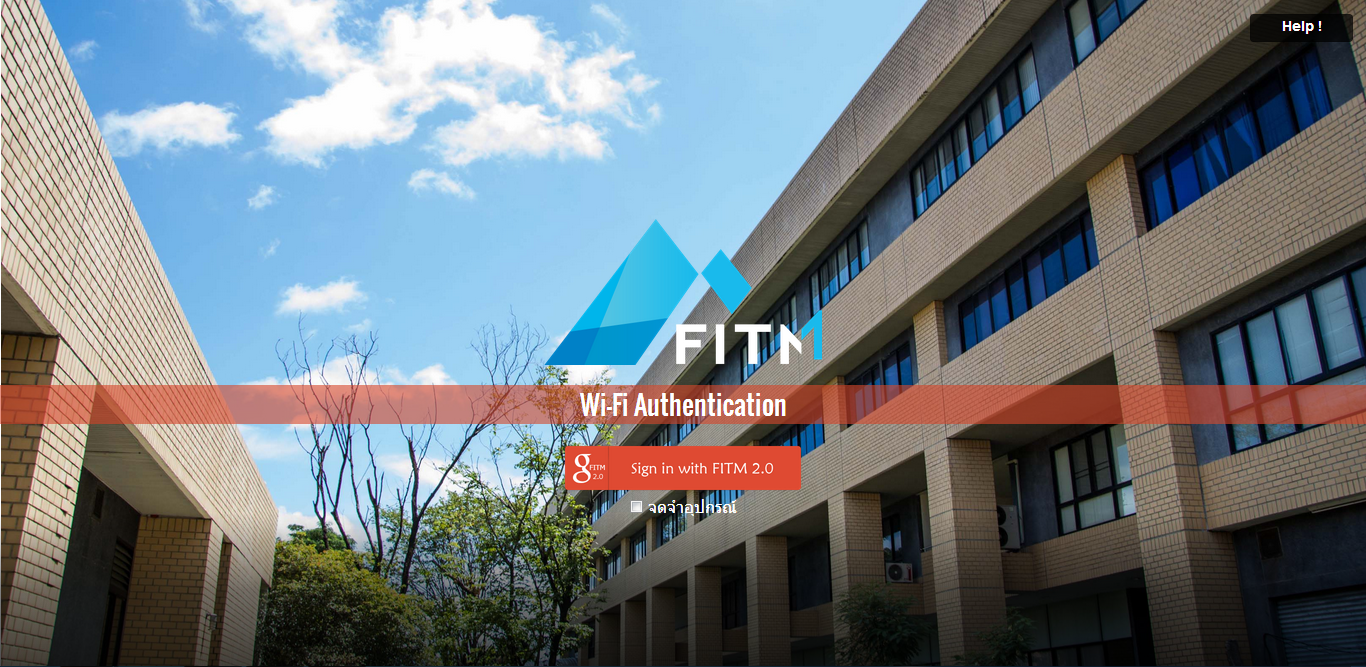 Help !
FITM
Wi-Fi Authentication
g FITM 2.0
Sign in with FITM 2.0
จดจำอุปกรณ์